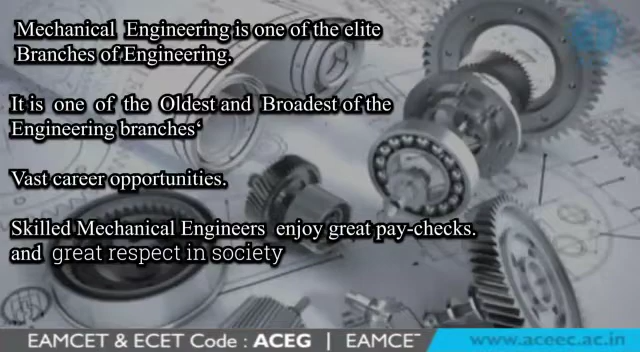 Mechanical Engineering is one of the elite
Branches of Engineering.
It is one of the Oldest and Broadest of the
Engineering branches‘
Vast career opportunities.
Skilled Mechanical Engineers enjoy great pay-checks.
and great respect in society
EAMCET & ECET Code : ACEG | EAMCE
www.aceec.ac.in